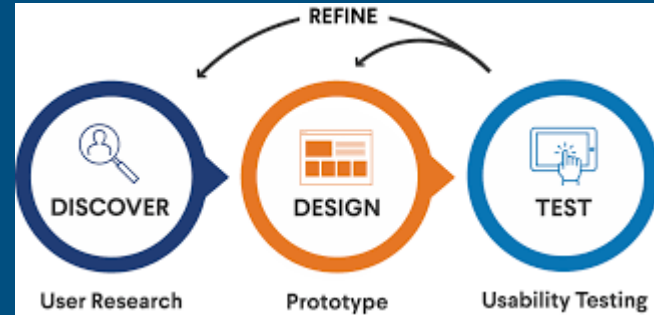 REFINE
DISCOVER
DESIGN
TEST
User Research
Prototype
Usability Testing